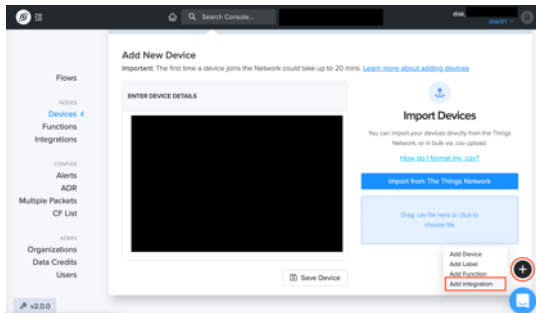 Search Console...
disk,
disk91
Add New Device
Important: The first time a device joins the Network could take up to 20 mins. Learn more about adding devices
Flows
NODES
Devices
Functions
Integrations
CONFIGS
Alerts
ADR
Multiple Packets
CF List
ADMIN
Organizations
Data Credits
Users
v2.0.0
ENTER DEVICE DETAILS
Save Device
Import Devices
You can import your devices directly from the Things
Network, or in bulk via .csv upload.
How do I format my .csv?
Import from The Things Network
Drag .csv file here or click to
choose file
Add Device
Add Label
Add Function
Add Integration